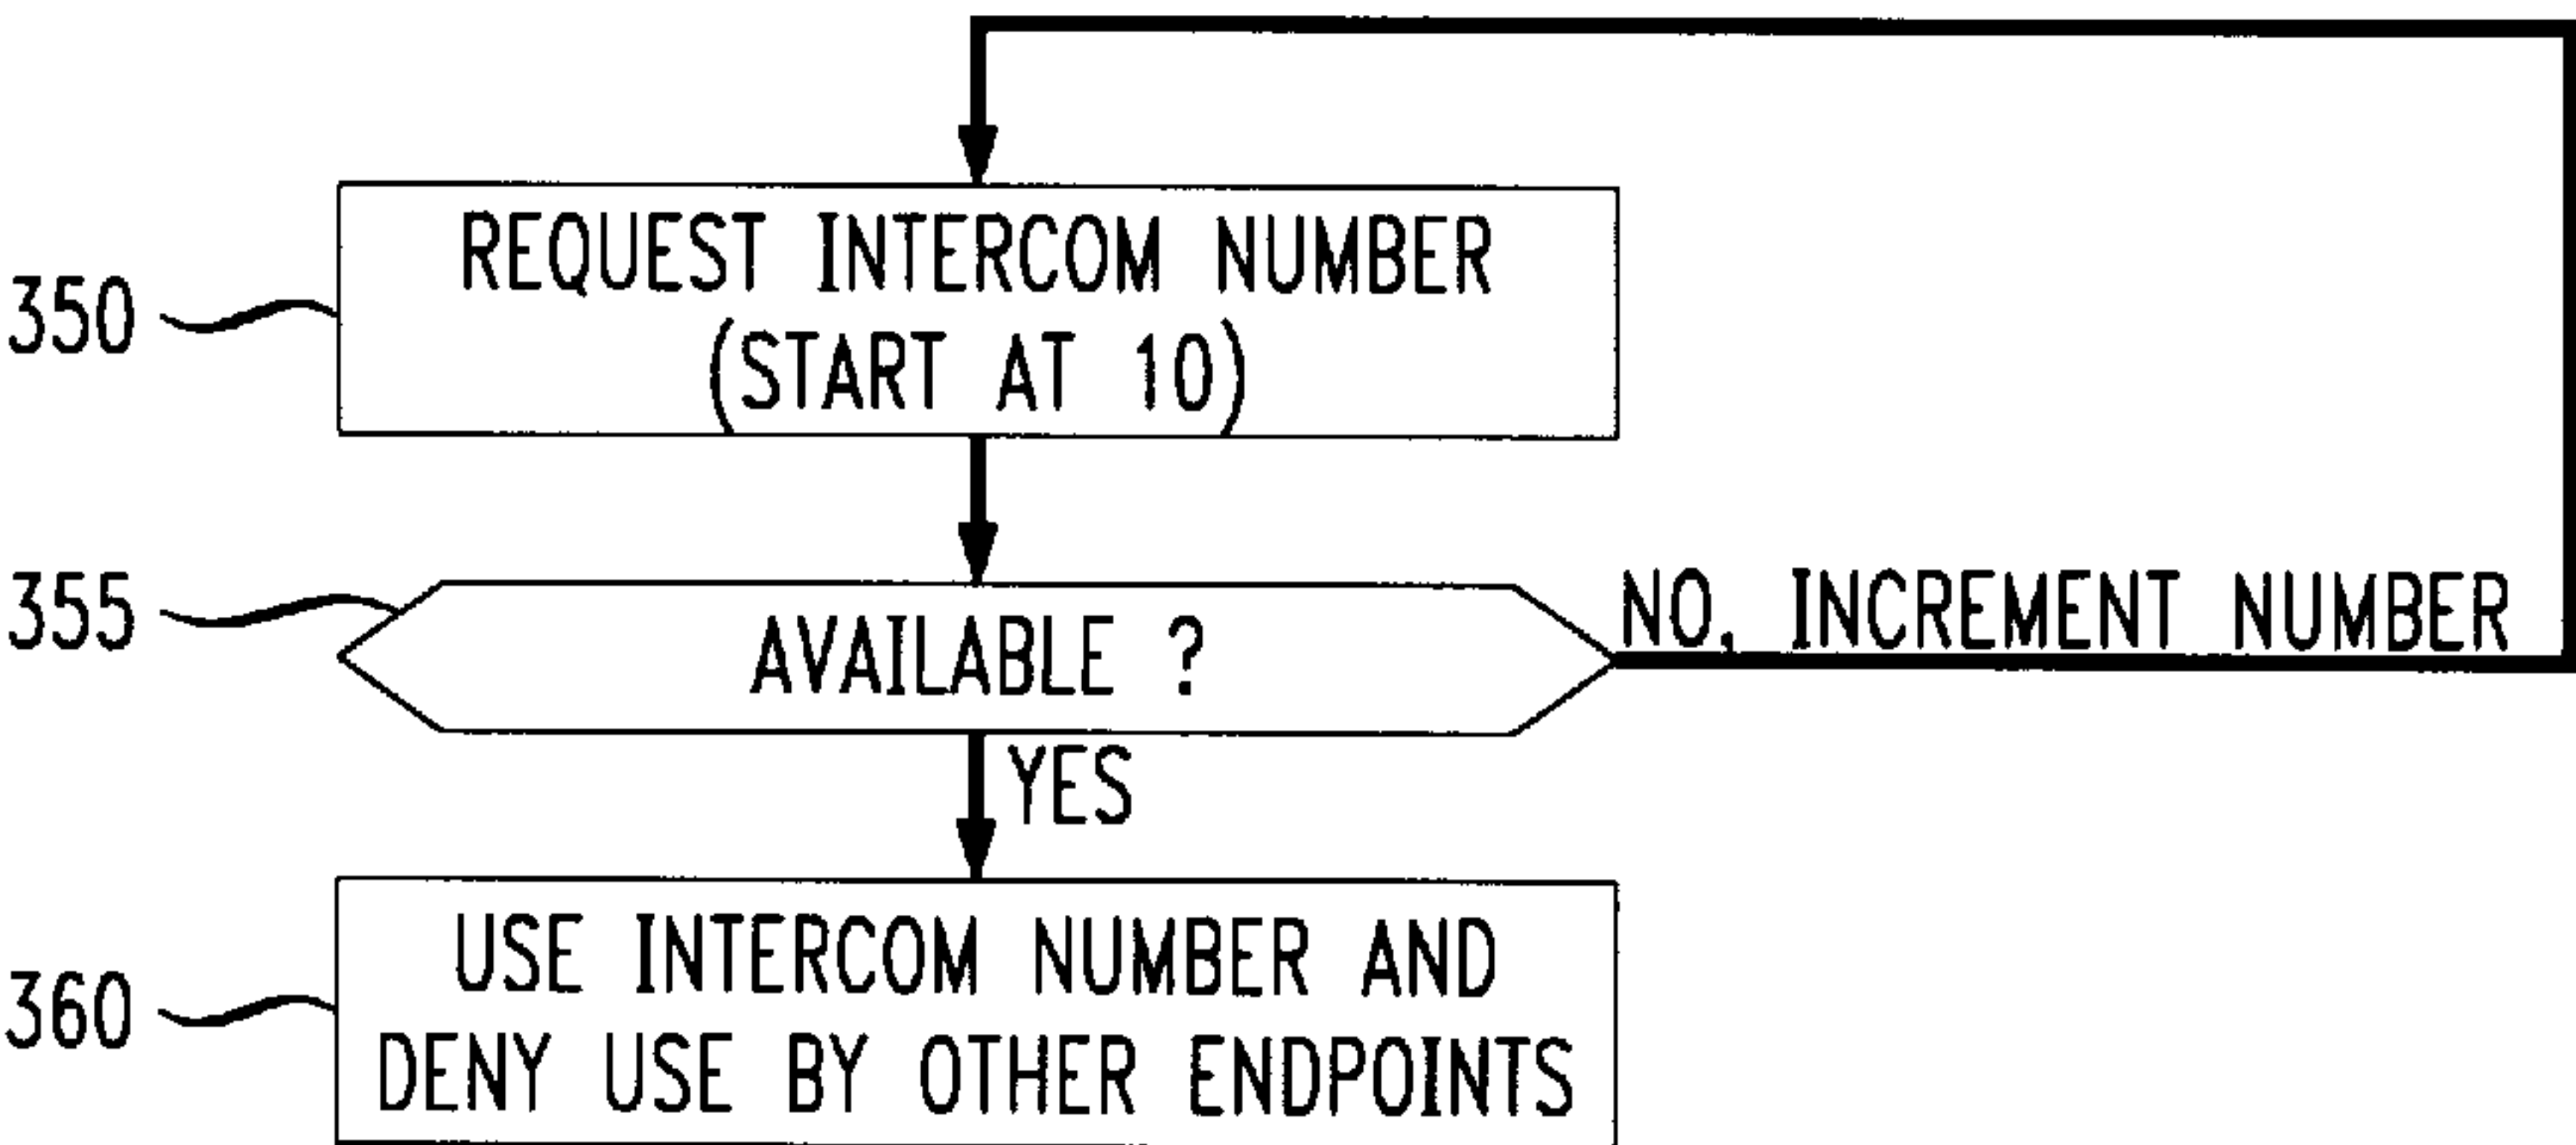 350
REQUEST INTERCOM NUMBER
(START AT 10)
355
AVAILABLE ?
NO, INCREMENT NUMBER
YES
360
USE INTERCOM NUMBER AND
DENY USE BY OTHER ENDPOINTS